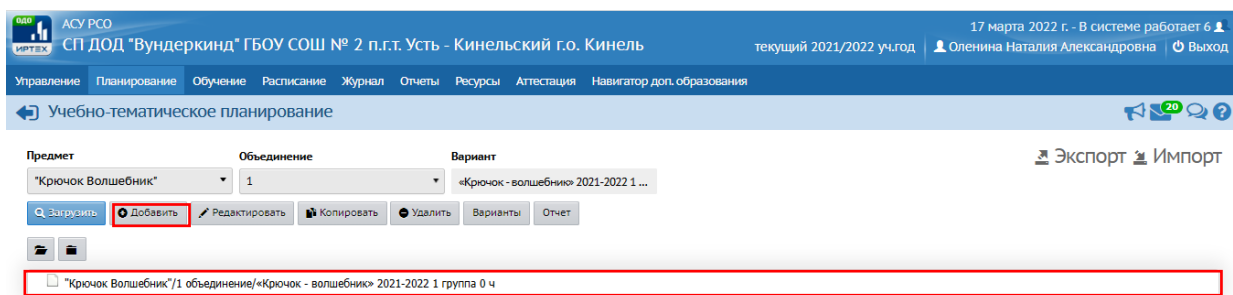 ОДО
ИРТЕХ
АСУ РСО
СП ДОД "Вундеркинд" ГБОУ СОШ № 2 п.г.т. Усть - Кинельский г.о. Кинель
17 марта 2022 г. - В системе работает 6
текущий 2021/2022 уч.год Оленина Наталия Александровна Выход
Управление Планирование Обучение Расписание Журнал Отчеты Ресурсы Аттестация Навигатор доп. образования
Учебно-тематическое планирование
20
Предмет Объединение Вариант
Экспорт Импорт
"Крючок Волшебник" 1 «Крючок - волшебник» 2021-2022 1 ...
Загрузить Добавить Редактировать Копировать Удалить Варианты Отчет
"Крючок Волшебник"/1 объединение/«Крючок - волшебник» 2021-2022 1 группа 0 ч